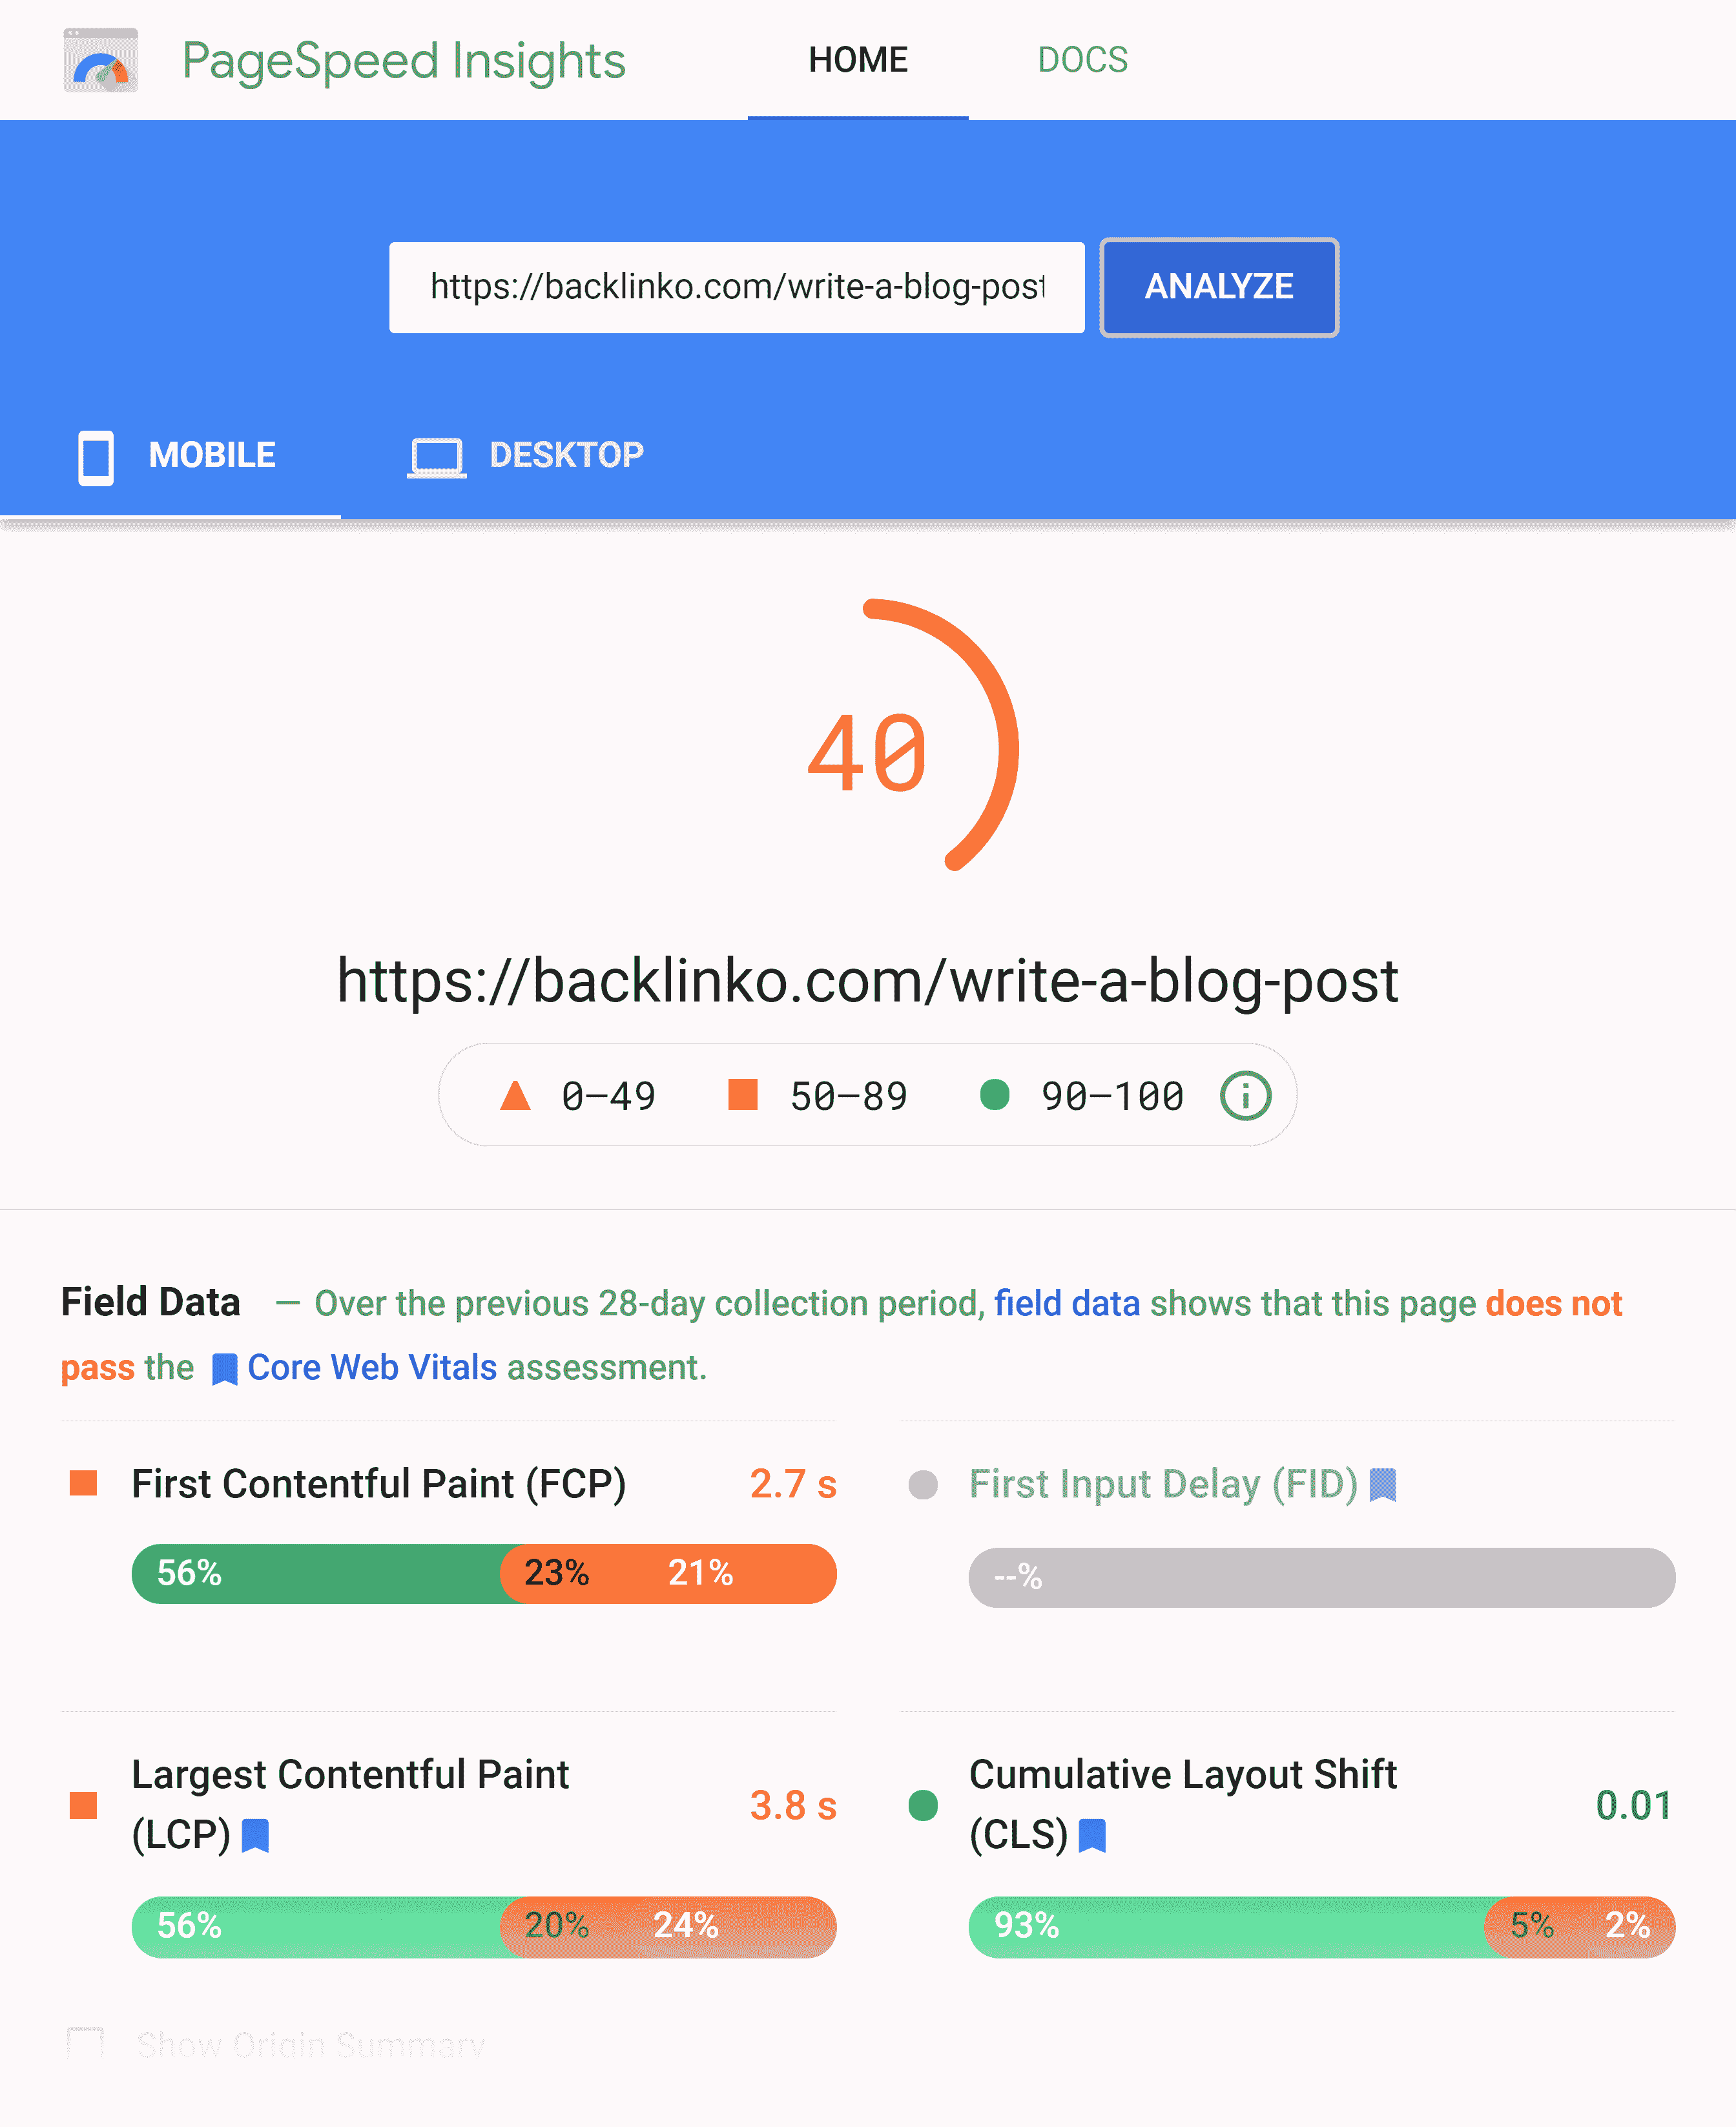 PageSpeed Insights HOME DOCS
https://backlinko.com/write-a-blog-post ANALYZE
MOBILE DESKTOP
40
https://backlinko.com/write-a-blog-post
0–49 50–89 90–100
Field Data — Over the previous 28-day collection period, field data shows that this page does not
pass the Core Web Vitals assessment.
First Contentful Paint (FCP) 2.7 s
56% 23% 21%
First Input Delay (FID)
--%
Largest Contentful Paint
(LCP) 3.8 s
56% 20% 24%
Cumulative Layout Shift
(CLS) 0.01
93% 5% 2%
Show Origin Summary